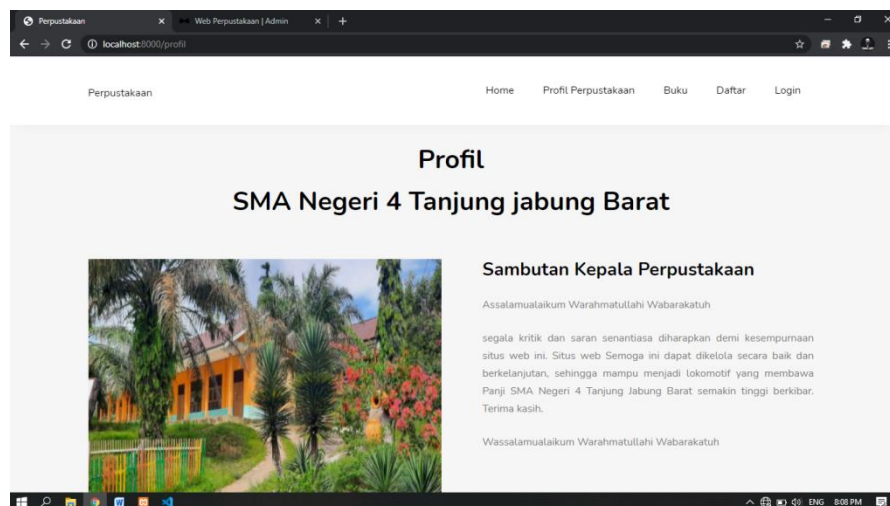 Perpustakaan
Web Perpustakaan | Admin
localhost:8000/profil
Perpustakaan
Home Profil Perpustakaan Buku Daftar Login
Profil
SMA Negeri 4 Tanjung jabung Barat
Sambutan Kepala Perpustakaan
Assalamualaikum Warahmatullahi Wabarakatuh
segala kritik dan saran senantiasa diharapkan demi kesempurnaan
situs web ini. Situs web Semoga ini dapat dikelola secara baik dan
berkelanjutan, sehingga mampu menjadi lokomotif yang membawa
Panji SMA Negeri 4 Tanjung Jabung Barat semakin tinggi berkibar.
Terima kasih.
Wassalamualaikum Warahmatullahi Wabarakatuh
ENG 8:08 PM